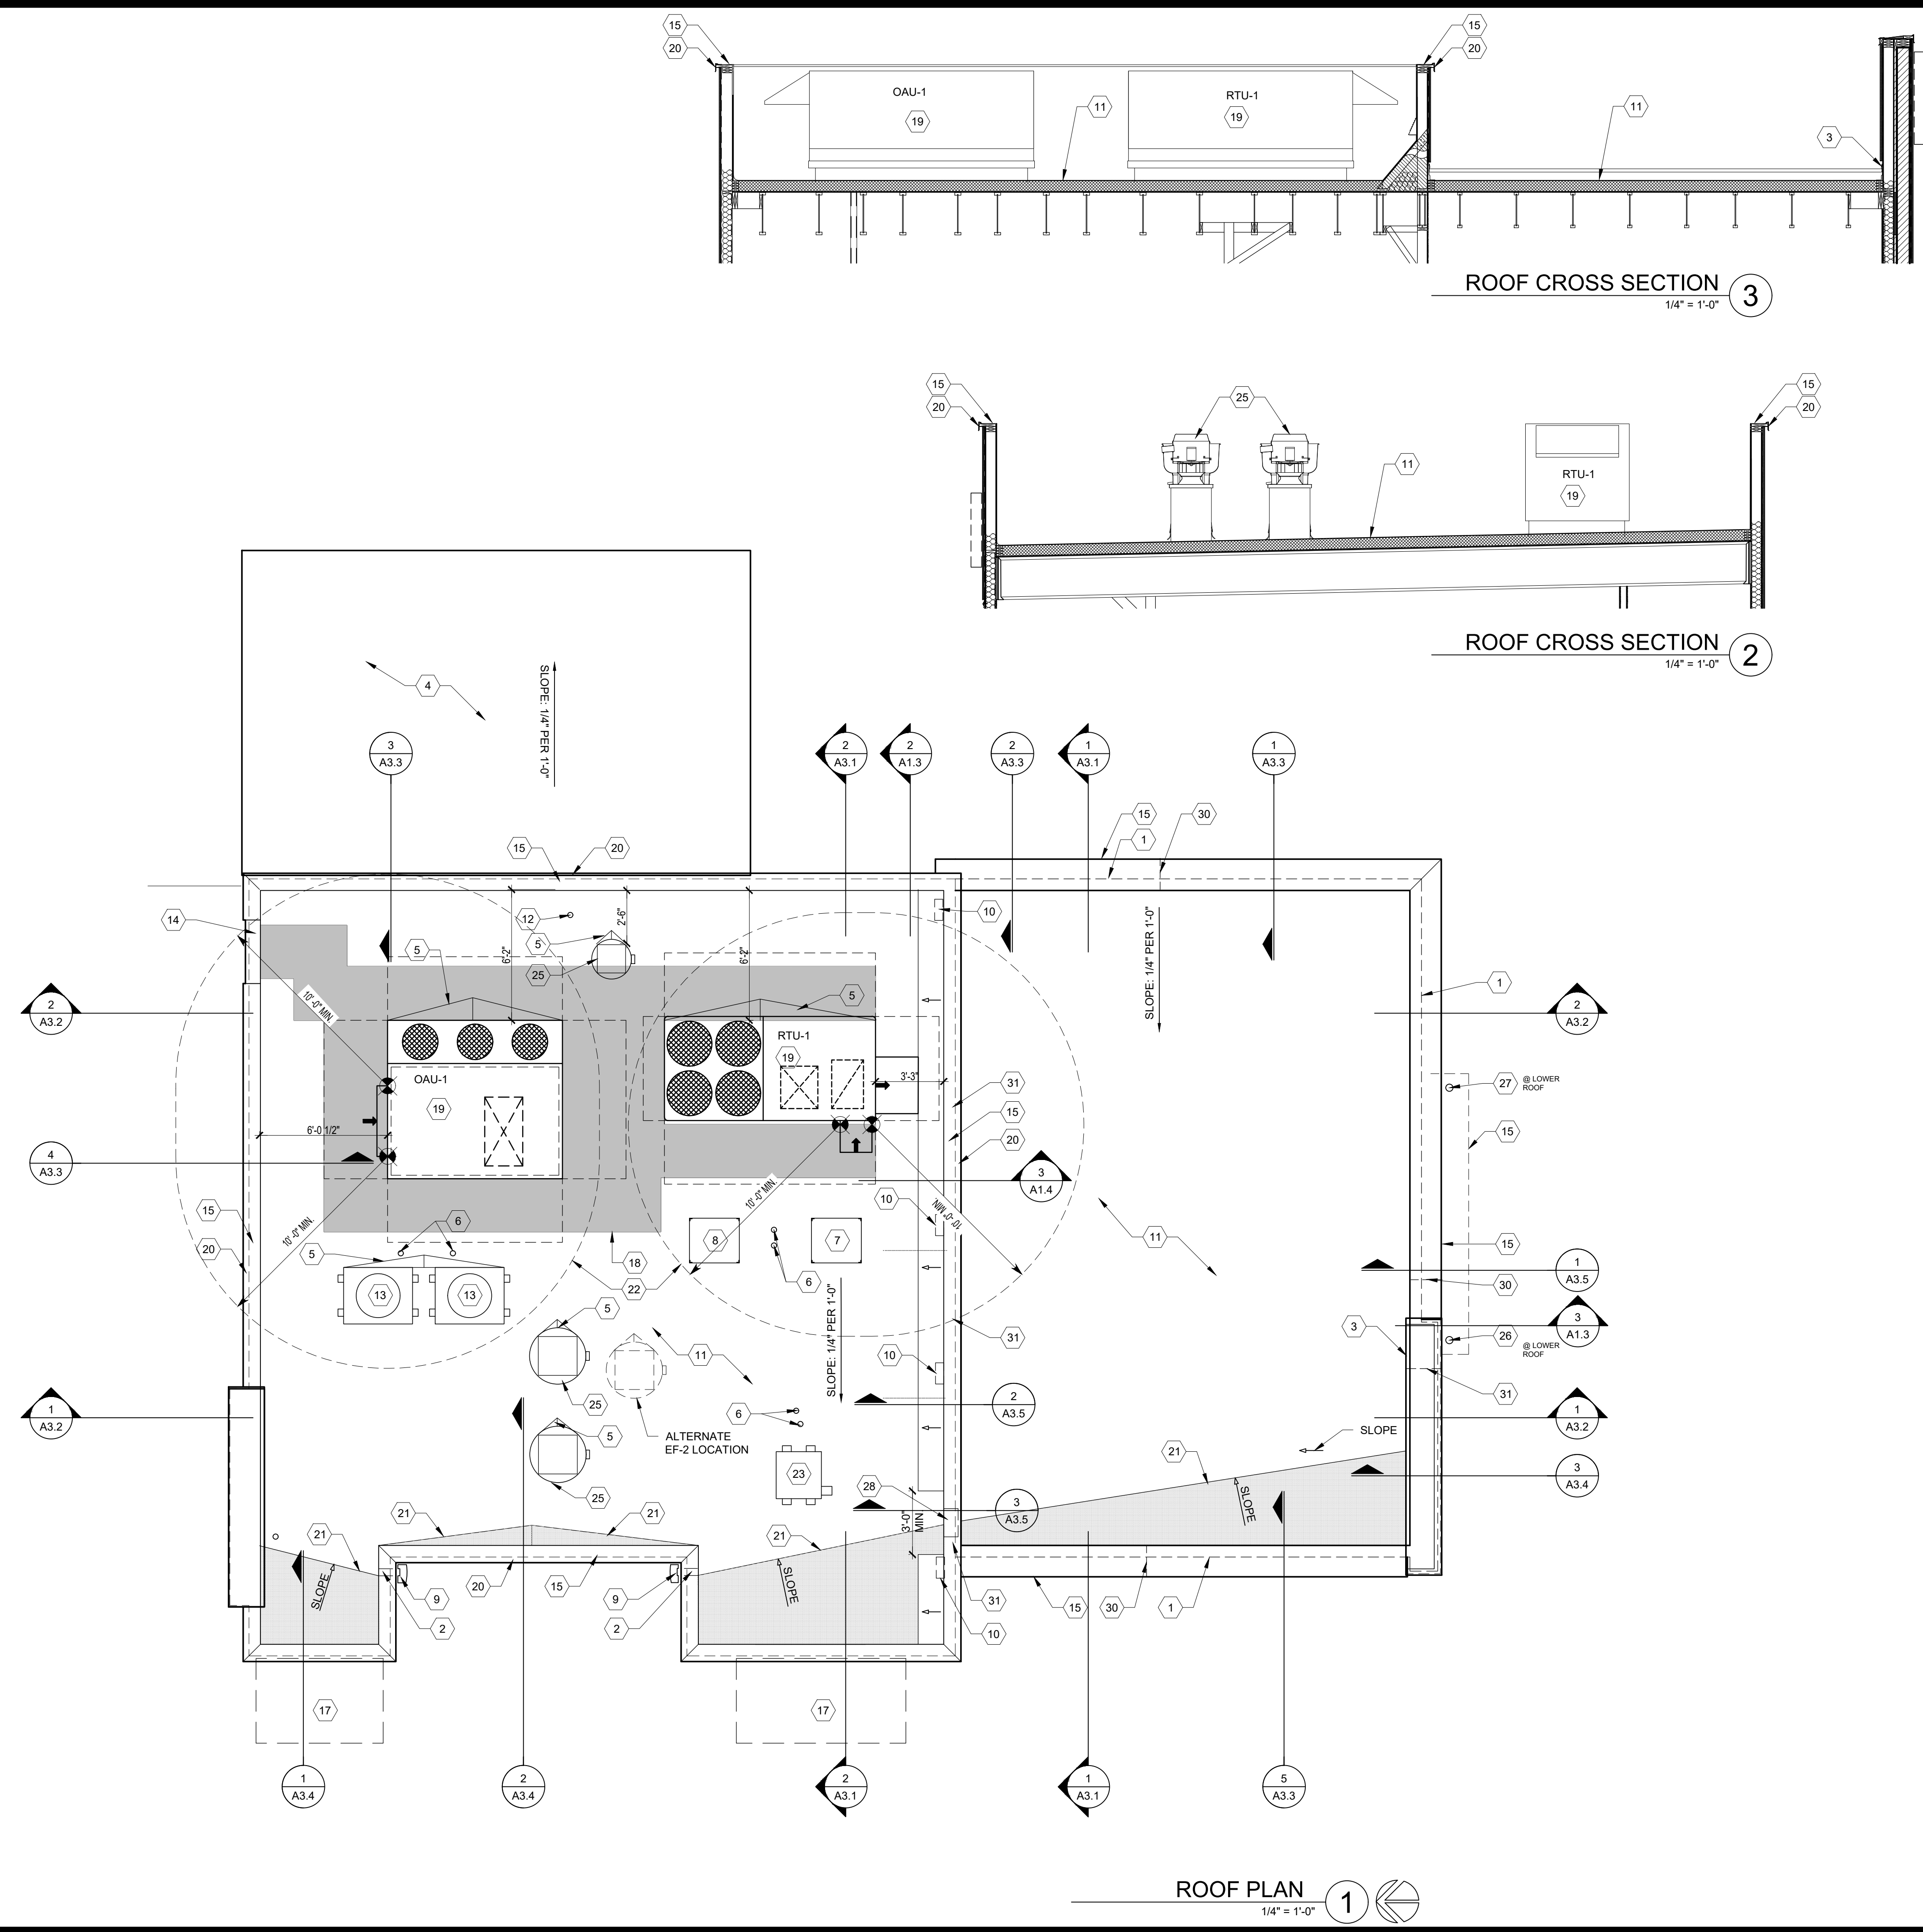 15
20
OAU-1
19
RTU-1
19
11
15
20
11
3
ROOF CROSS SECTION
1/4" = 1'-0"
3
15
20
25
11
RTU-1
19
15
20
ROOF CROSS SECTION
1/4" = 1'-0"
2
4
SLOPE: 1/4" PER 1'-0"
3
A3.3
2
A3.1
2
A1.3
2
A3.3
1
A3.1
1
A3.3
15
30
1
15
20
14
12
5
2'-6"
10
5
25
6'-2"
6'-2"
SLOPE: 1/4" PER 1'-0"
1
2
A3.2
10'-0" MIN.
5
2
A3.2
RTU-1
19
OAU-1
19
3'-3"
31
15
20
27
@ LOWER
ROOF
15
6'-0 1/2"
4
A3.3
3
A1.4
15
20
10'-0" MIN.
10'-0" MIN.
10'-0" MIN.
10
6
5
8
7
18
22
6
11
15
1
A3.5
30
13
13
SLOPE: 1/4" PER 1'-0"
5
31
3
3
A1.3
26
@ LOWER
ROOF
11
10
25
31
2
A3.5
1
A3.2
1
A3.2
6
5
ALTERNATE
EF-2 LOCATION
SLOPE
21
23
3
A3.4
25
28
SLOPE
3
A3.5
3'-0"
MIN
21
21
21
21
SLOPE
SLOPE
9
20
15
9
2
2
31
10
15
30
1
17
17
1
A3.4
2
A3.4
2
A3.1
1
A3.1
5
A3.3
ROOF PLAN
1/4" = 1'-0"
1